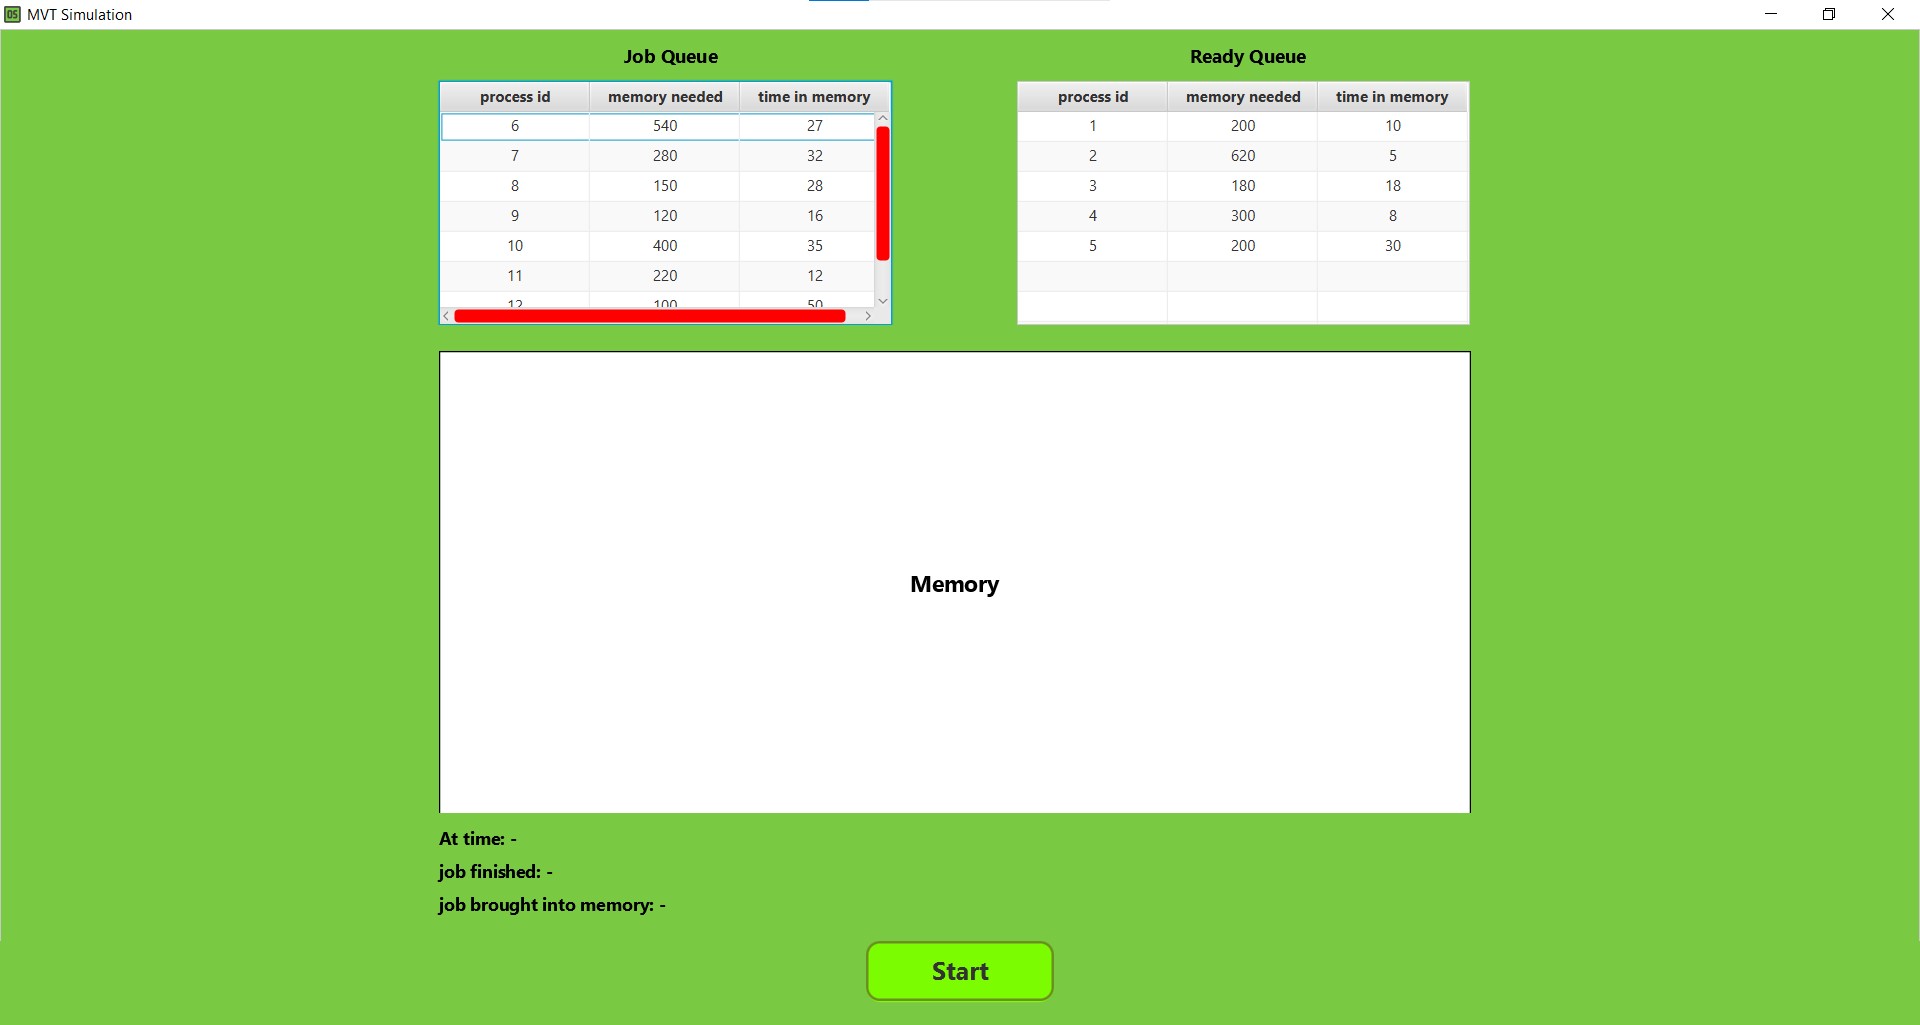 OS MVT Simulation
Job Queue
process id memory needed time in memory
6 540 27
7 280 32
8 150 28
9 120 16
10 400 35
11 220 12
12 100 50
Ready Queue
process id memory needed time in memory
1 200 10
2 620 5
3 180 18
4 300 8
5 200 30
Memory
At time: -
job finished: -
job brought into memory: -
Start